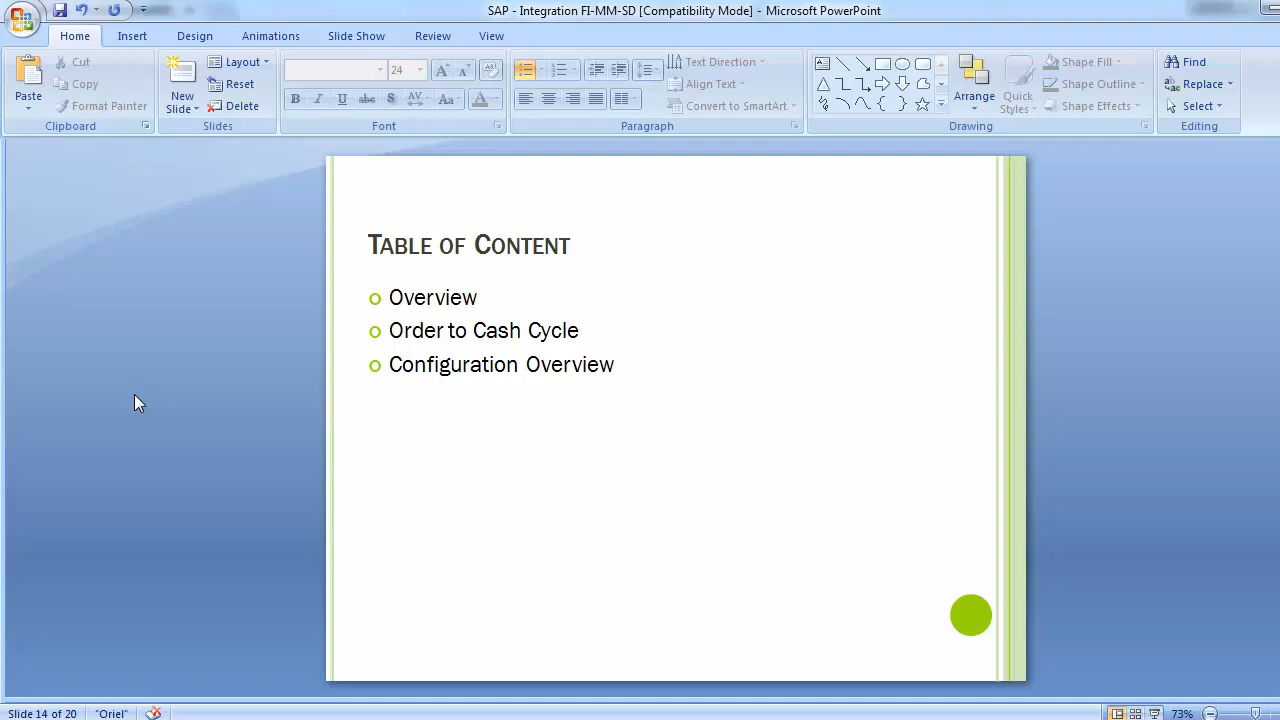 SAP - Integration FI-MM-SD [Compatibility Mode] - Microsoft PowerPoint
Home Insert Design Animations Slide Show Review View
Paste
Cut
Copy
Format Painter
Clipboard
New Slide
Layout
Reset
Delete
Slides
24
Font
Text Direction
Align Text
Convert to SmartArt
Paragraph
Arrange
Quick Styles
Shape Fill
Shape Outline
Shape Effects
Drawing
Find
Replace
Select
Editing
TABLE OF CONTENT
Overview
Order to Cash Cycle
Configuration Overview
Slide 14 of 20 "Oriel" 73%